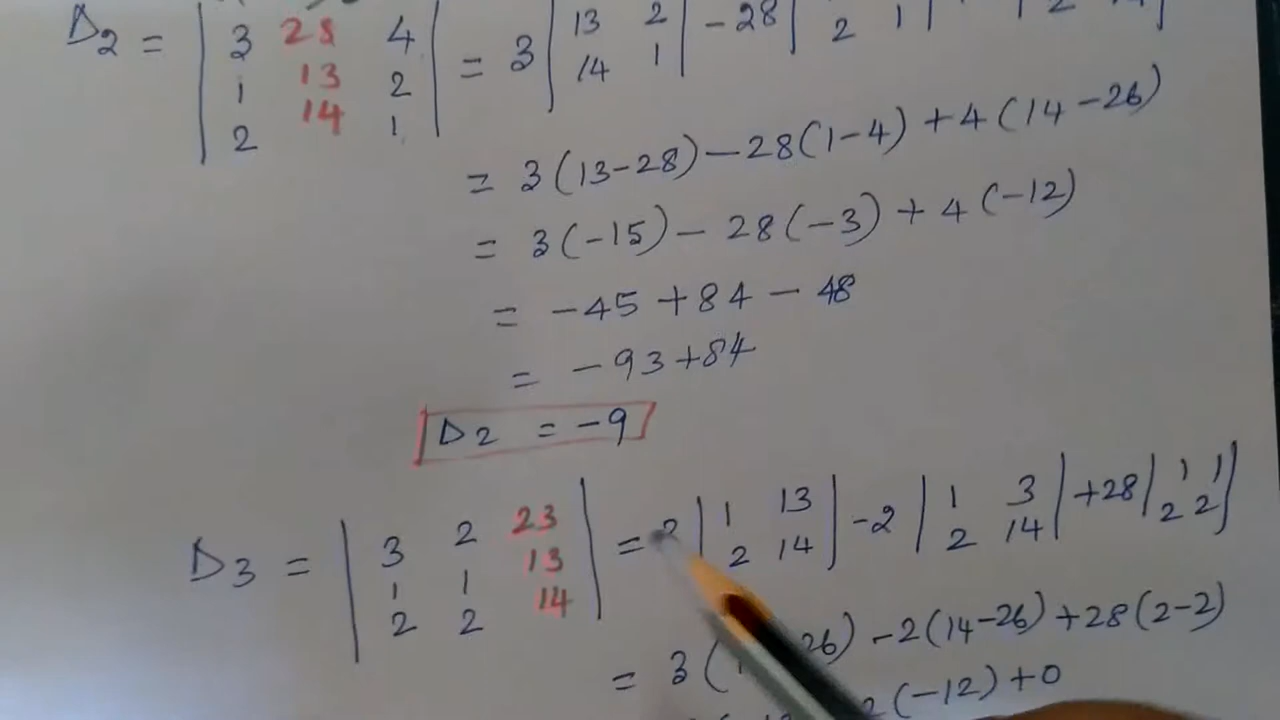 D2 = | 3 28 4 | = 3 | 13 2 | - 28 |
| 1 13 2 | | 14 1 | | 2 1 |
| 2 14 1 |
= 3(13-28) - 28(1-4) + 4(14-26)
= 3(-15) - 28(-3) + 4(-12)
= -45 + 84 - 48
= -93 + 84
D2 = -9
D3 = | 3 2 23 | = | 1 13 | - 2 | 1 3 | + 28 | 1 1 |
| 1 1 13 | | 2 14 | | 2 14 | | 2 2 |
| 2 2 14 |
= 3( 26) - 2(14-26) + 28(2-2)
2(-12) + 0